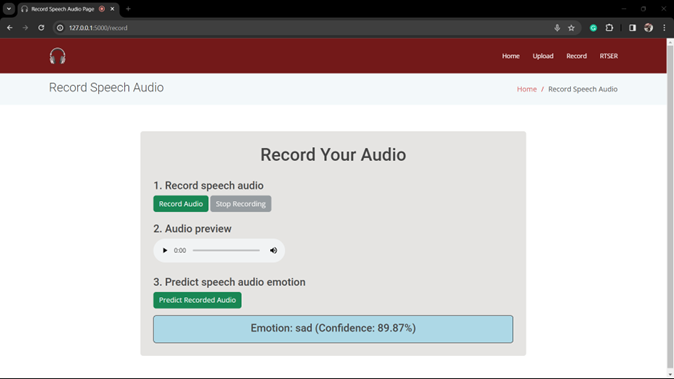 Record Speech Audio Page
127.0.0.1:5000/record
Home Upload Record RTSER
Record Speech Audio
Home / Record Speech Audio
Record Your Audio
1. Record speech audio
Record Audio Stop Recording
2. Audio preview
0:00
3. Predict speech audio emotion
Predict Recorded Audio
Emotion: sad (Confidence: 89.87%)